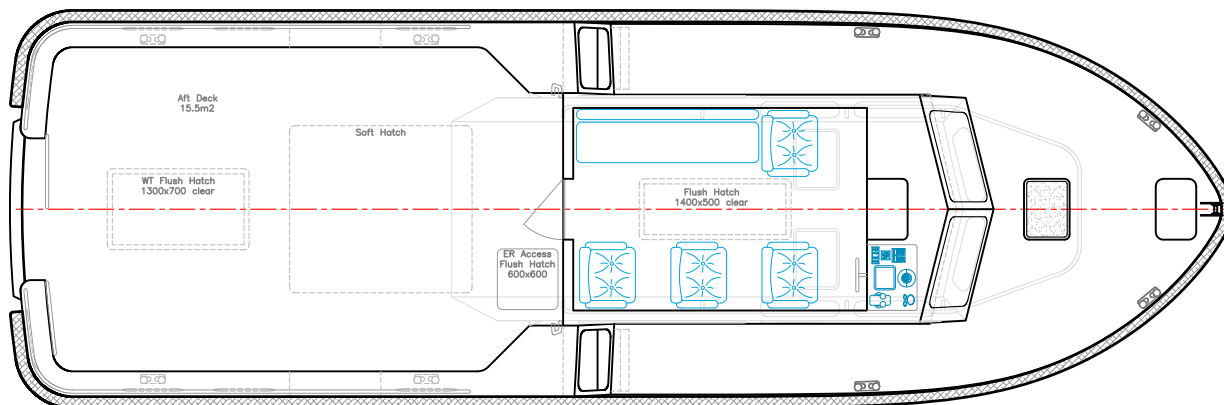 Aft Deck
15.5m2
Soft Hatch
WT Flush Hatch
1300x700 clear
Flush Hatch
1400x500 clear
ER Access
Flush Hatch
600x600